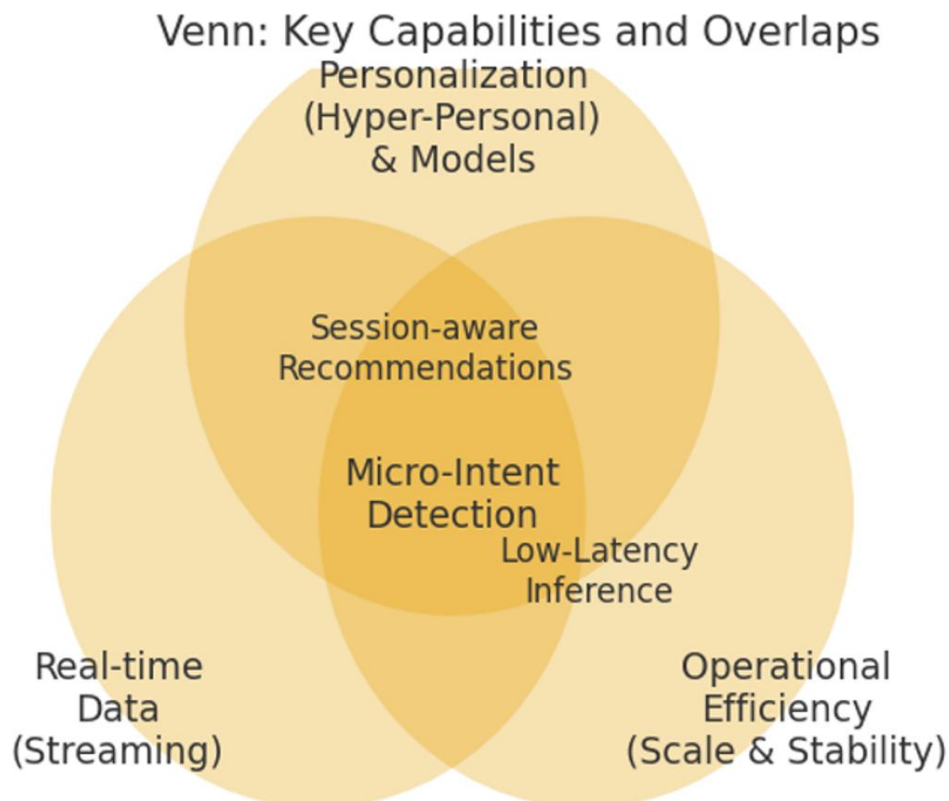 Venn: Key Capabilities and Overlaps
Personalization
(Hyper-Personal)
& Models
Session-aware
Recommendations
Micro-Intent
Detection
Low-Latency
Inference
Real-time
Data
(Streaming)
Operational
Efficiency
(Scale & Stability)